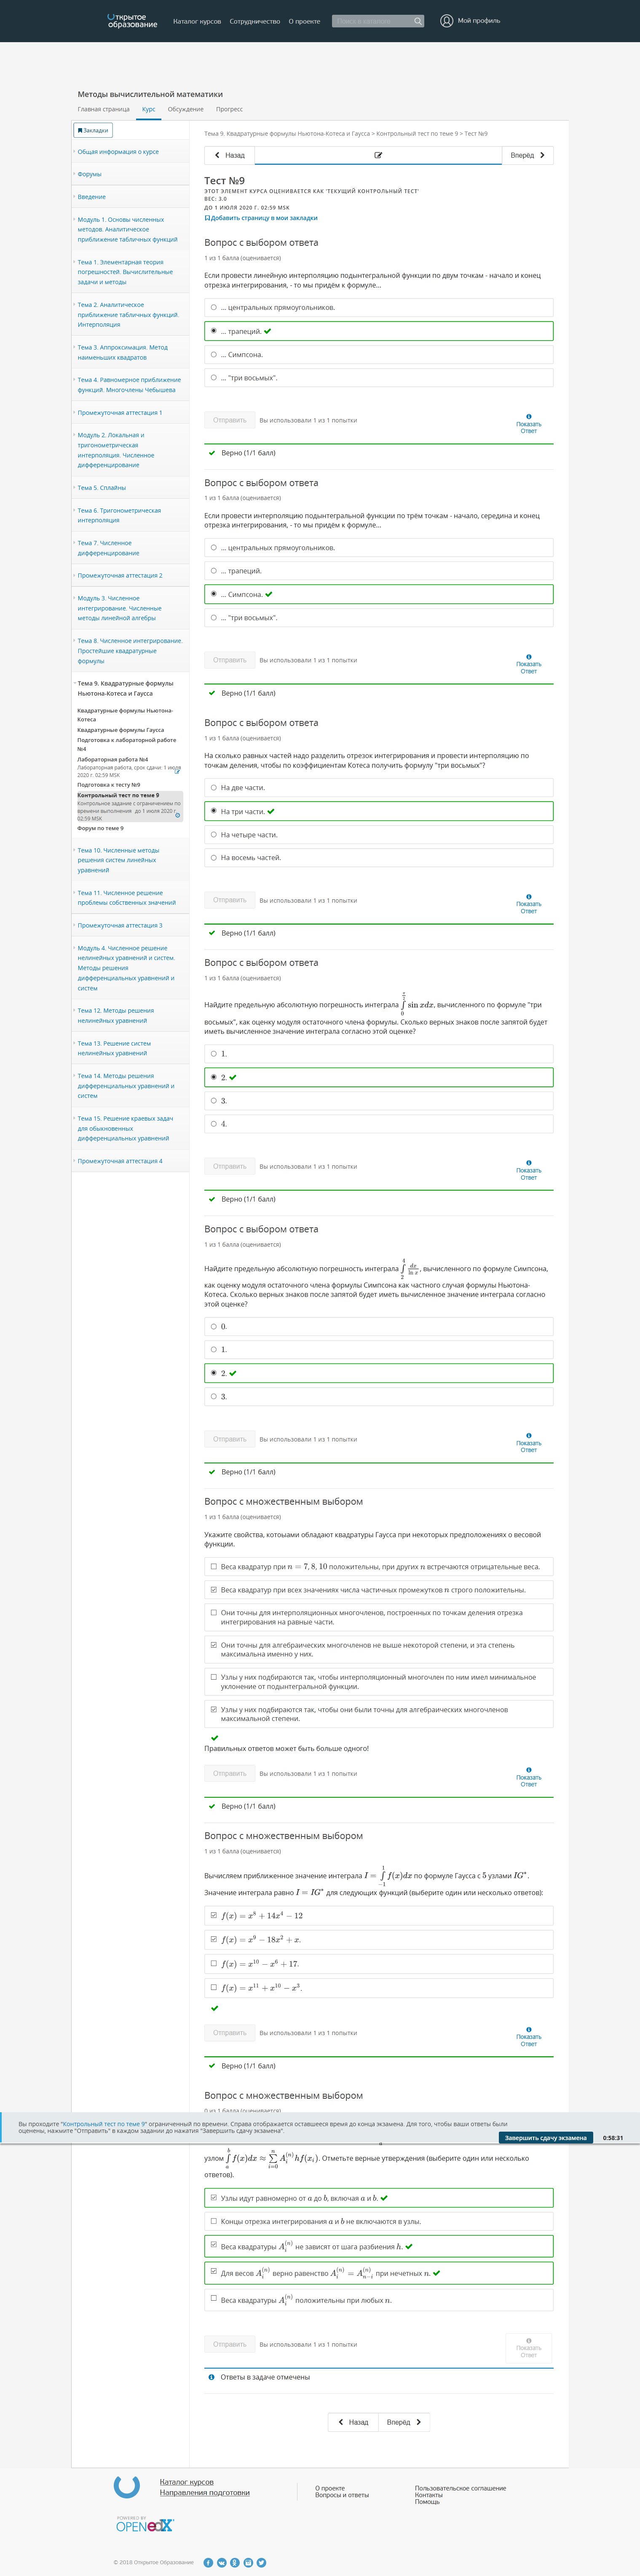 Открытое
образование
Каталог курсов
Сотрудничество
О проекте
Поиск в каталоге
Мой профиль
Методы вычислительной математики
Главная страница
Курс
Обсуждение
Прогресс
Закладки
Общая информация о курсе
Форумы
Введение
Модуль 1. Основы численных
методов. Аналитическое
приближение табличных функций
Тема 1. Элементарная теория
погрешностей. Вычислительные
задачи и методы
Тема 2. Аналитическое
приближение табличных функций.
Интерполяция
Тема 3. Аппроксимация. Метод
наименьших квадратов
Тема 4. Равномерное приближение
функций. Многочлены Чебышева
Промежуточная аттестация 1
Модуль 2. Локальная и
тригонометрическая
интерполяция. Численное
дифференцирование
Тема 5. Сплайны
Тема 6. Тригонометрическая
интерполяция
Тема 7. Численное
дифференцирование
Промежуточная аттестация 2
Модуль 3. Численное
интегрирование. Численные
методы линейной алгебры
Тема 8. Численное интегрирование.
Простейшие квадратурные
формулы
Тема 9. Квадратурные формулы
Ньютона-Котеса и Гаусса
Квадратурные формулы Ньютона-
Котеса
Квадратурные формулы Гаусса
Подготовка к лабораторной работе
№4
Лабораторная работа №4
Лабораторная работа, срок сдачи: 1 июля
2020 г. 02:59 MSK
Подготовка к тесту №9
Контрольный тест по теме 9
Контрольное задание с ограничением по
времени выполнения до 1 июля 2020 г.
02:59 MSK
Форум по теме 9
Тема 10. Численные методы
решения систем линейных
уравнений
Тема 11. Численное решение
проблемы собственных значений
Промежуточная аттестация 3
Модуль 4. Численное решение
нелинейных уравнений и систем.
Методы решения
дифференциальных уравнений и
систем
Тема 12. Методы решения
нелинейных уравнений
Тема 13. Решение систем
нелинейных уравнений
Тема 14. Методы решения
дифференциальных уравнений и
систем
Тема 15. Решение краевых задач
для обыкновенных
дифференциальных уравнений
Промежуточная аттестация 4
Тема 9. Квадратурные формулы Ньютона-Котеса и Гаусса > Контрольный тест по теме 9 > Тест №9
Назад
Вперёд
Тест №9
ЭТОТ ЭЛЕМЕНТ КУРСА ОЦЕНИВАЕТСЯ КАК 'ТЕКУЩИЙ КОНТРОЛЬНЫЙ ТЕСТ'
ВЕС: 3.0
ДО 1 ИЮЛЯ 2020 Г. 02:59 MSK
Добавить страницу в мои закладки
Вопрос с выбором ответа
1 из 1 балла (оценивается)
Если провести линейную интерполяцию подынтегральной функции по двум точкам - начало и конец
отрезка интегрирования, - то мы придём к формуле...
... центральных прямоугольников.
... трапеций.
... Симпсона.
... "три восьмых".
Отправить
Вы использовали 1 из 1 попытки
Показать
Ответ
Верно (1/1 балл)
Вопрос с выбором ответа
1 из 1 балла (оценивается)
Если провести интерполяцию подынтегральной функции по трём точкам - начало, середина и конец
отрезка интегрирования, - то мы придём к формуле...
... центральных прямоугольников.
... трапеций.
... Симпсона.
... "три восьмых".
Отправить
Вы использовали 1 из 1 попытки
Показать
Ответ
Верно (1/1 балл)
Вопрос с выбором ответа
1 из 1 балла (оценивается)
На сколько равных частей надо разделить отрезок интегрирования и провести интерполяцию по
точкам деления, чтобы по коэффициентам Котеса получить формулу "три восьмых"?
На две части.
На три части.
На четыре части.
На восемь частей.
Отправить
Вы использовали 1 из 1 попытки
Показать
Ответ
Верно (1/1 балл)
Вопрос с выбором ответа
1 из 1 балла (оценивается)
Найдите предельную абсолютную погрешность интеграла ∫ sin xdx, вычисленного по формуле "три
восьмых", как оценку модуля остаточного члена формулы. Сколько верных знаков после запятой будет
иметь вычисленное значение интеграла согласно этой оценке?
1.
2.
3.
4.
Отправить
Вы использовали 1 из 1 попытки
Показать
Ответ
Верно (1/1 балл)
Вопрос с выбором ответа
1 из 1 балла (оценивается)
Найдите предельную абсолютную погрешность интеграла ∫₂⁴ dx/ln x, вычисленного по формуле Симпсона,
как оценку модуля остаточного члена формулы Симпсона как частного случая формулы Ньютона-
Котеса. Сколько верных знаков после запятой будет иметь вычисленное значение интеграла согласно
этой оценке?
0.
1.
2.
3.
Отправить
Вы использовали 1 из 1 попытки
Показать
Ответ
Верно (1/1 балл)
Вопрос с множественным выбором
1 из 1 балла (оценивается)
Укажите свойства, котоыами обладают квадратуры Гаусса при некоторых предположениях о весовой
функции.
Веса квадратур при n = 7, 8, 10 положительны, при других n встречаются отрицательные веса.
Веса квадратур при всех значениях числа частичных промежутков n строго положительны.
Они точны для интерполяционных многочленов, построенных по точкам деления отрезка
интегрирования на равные части.
Они точны для алгебраических многочленов не выше некоторой степени, и эта степень
максимальна именно у них.
Узлы у них подбираются так, чтобы интерполяционный многочлен по ним имел минимальное
уклонение от подынтегральной функции.
Узлы у них подбираются так, чтобы они были точны для алгебраических многочленов
максимальной степени.
Правильных ответов может быть больше одного!
Отправить
Вы использовали 1 из 1 попытки
Показать
Ответ
Верно (1/1 балл)
Вопрос с множественным выбором
1 из 1 балла (оценивается)
Вычисляем приближенное значение интеграла I = ∫₋₁¹ f(x)dx по формуле Гаусса с 5 узлами IG*.
Значение интеграла равно I = IG* для следующих функций (выберите один или несколько ответов):
f(x) = x⁸ + 14x⁴ − 12
f(x) = x⁹ − 18x² + x.
f(x) = x¹⁰ − x⁶ + 17.
f(x) = x¹¹ + x¹⁰ − x³.
Отправить
Вы использовали 1 из 1 попытки
Показать
Ответ
Верно (1/1 балл)
Вопрос с множественным выбором
0 из 1 балла (оценивается)
Вы проходите "Контрольный тест по теме 9" ограниченный по времени. Справа отображается оставшееся время до конца экзамена. Для того, чтобы ваши ответы были
оценены, нажмите "Отправить" в каждом задании до нажатия "Завершить сдачу экзамена".
Завершить сдачу экзамена
0:58:31
узлом ∫ₐᵇ f(x)dx ≈ ∑ᵢ₌₀ⁿ Aᵢ⁽ⁿ⁾hf(xᵢ). Отметьте верные утверждения (выберите один или несколько
ответов).
Узлы идут равномерно от a до b, включая a и b.
Концы отрезка интегрирования a и b не включаются в узлы.
Веса квадратуры Aᵢ⁽ⁿ⁾ не зависят от шага разбиения h.
Для весов Aᵢ⁽ⁿ⁾ верно равенство Aᵢ⁽ⁿ⁾ = Aₙ₋ᵢ⁽ⁿ⁾ при нечетных n.
Веса квадратуры Aᵢ⁽ⁿ⁾ положительны при любых n.
Отправить
Вы использовали 1 из 1 попытки
Показать
Ответ
Ответы в задаче отмечены
Назад
Вперёд
Каталог курсов
Направления подготовки
О проекте
Вопросы и ответы
Пользовательское соглашение
Контакты
Помощь
POWERED BY
OPEN edX
© 2016 Открытое Образование